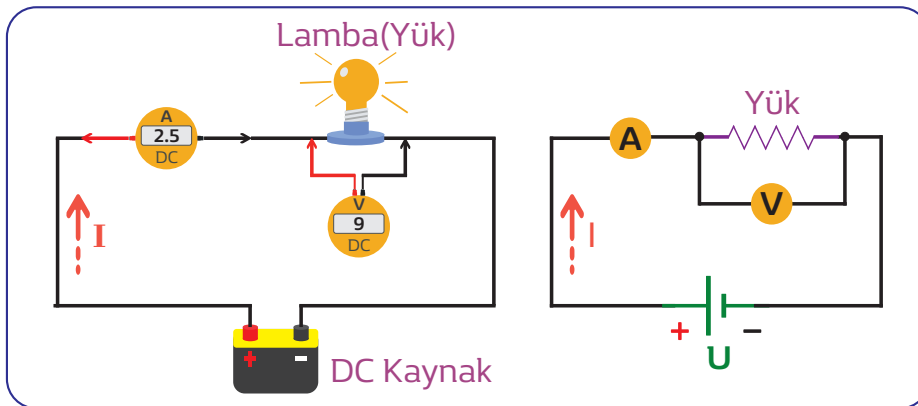 Lamba(Yük)
A
2.5
DC
I
V
9
DC
+ −
DC Kaynak
Yük
A
V
I
+ −
U